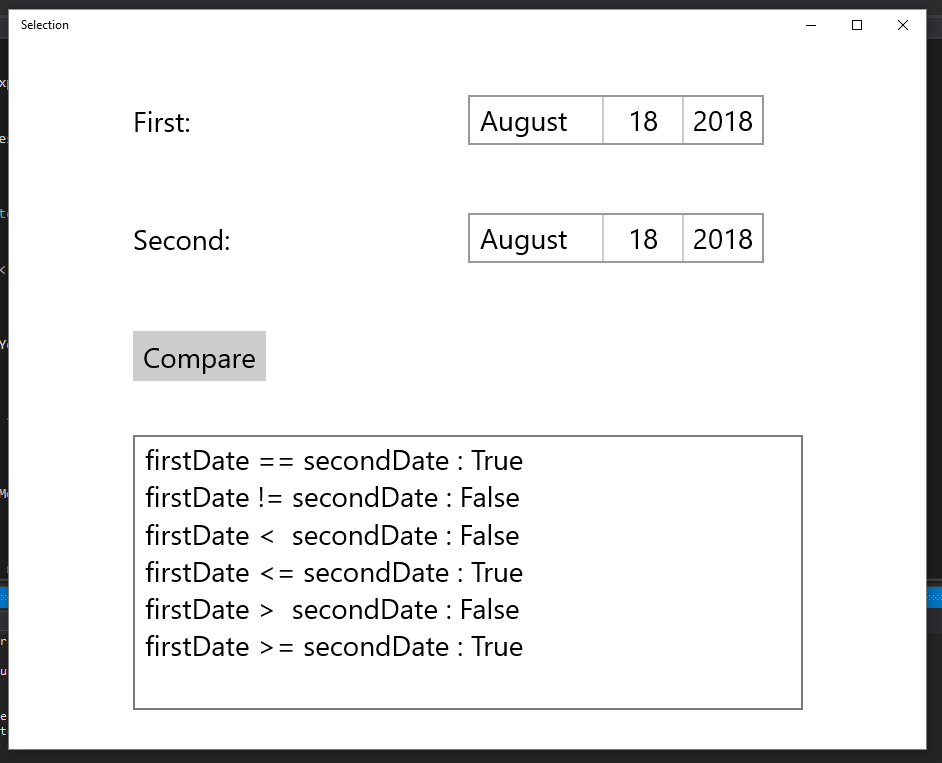 Selection
First: August 18 2018
Second: August 18 2018
Compare
firstDate == secondDate : True
firstDate != secondDate : False
firstDate <  secondDate : False
firstDate <= secondDate : True
firstDate >  secondDate : False
firstDate >= secondDate : True